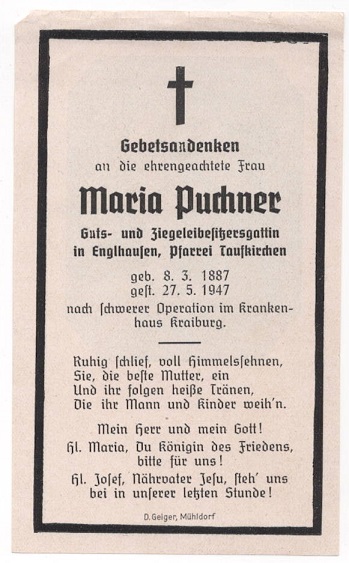 Gebetsandenken
an die ehrengeachtete Frau
Maria Puchner
Guts- und Ziegeleibesitzersgattin
in Englhausen, Pfarrei Taufkirchen
geb. 8. 3. 1887
gest. 27. 5. 1947
nach schwerer Operation im Kranken-
haus Kraiburg.
Ruhig schlief, voll Himmelssehnen,
Sie, die beste Mutter, ein
Und ihr folgen heiße Tränen,
Die ihr Mann und Kinder weih'n.
Mein Herr und mein Gott!
Hl. Maria, Du Königin des Friedens,
bitte für uns!
Hl. Josef, Nährvater Jesu, steh' uns
bei in unserer letzten Stunde!
D. Geiger, Mühldorf